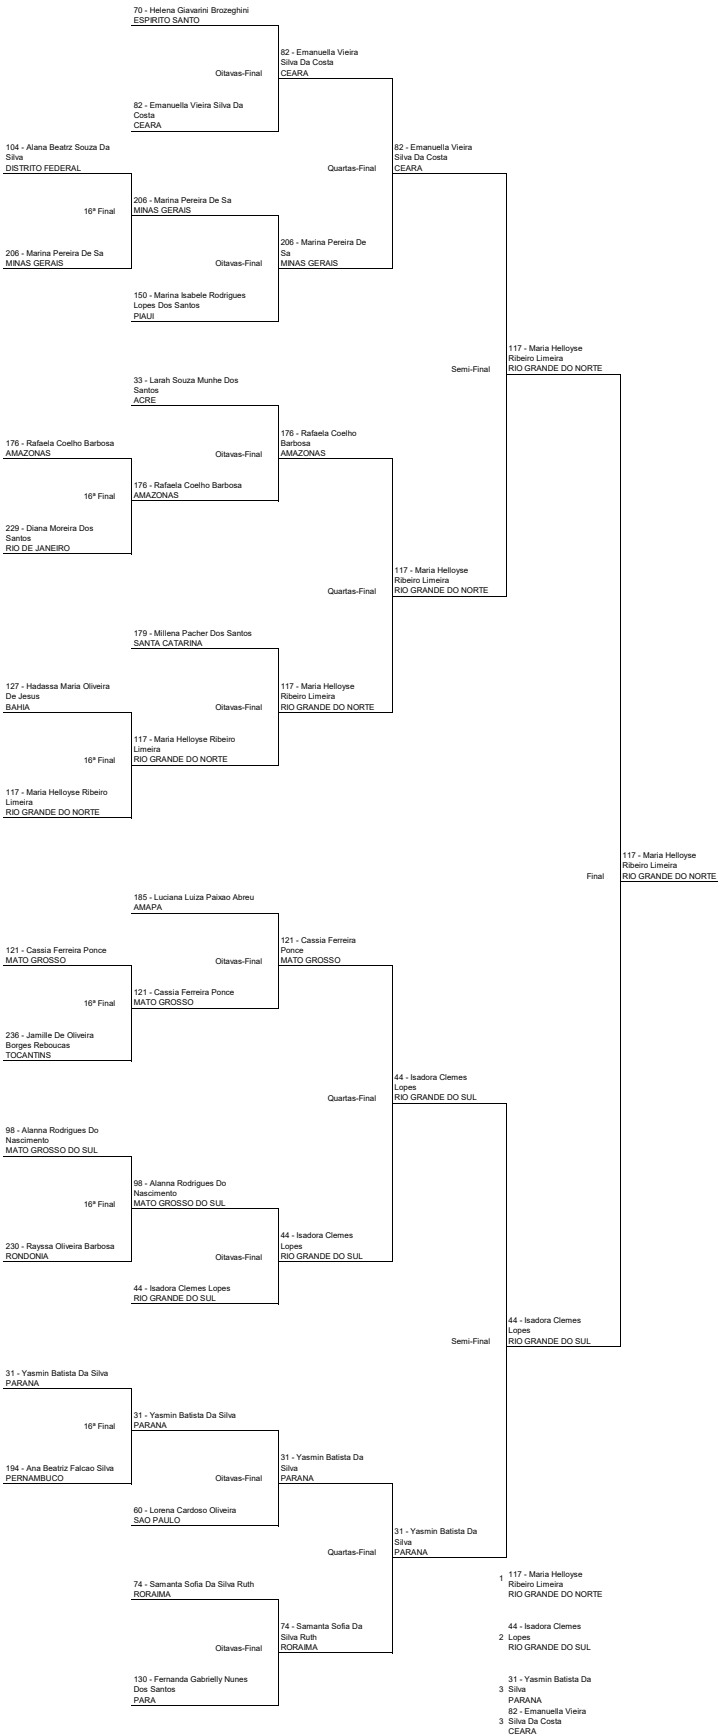 70 - Helena Giavarini Brozeghini
ESPIRITO SANTO
82 - Emanuella Vieira
Silva Da Costa
CEARA
Oitavas-Final
82 - Emanuella Vieira Silva Da
Costa
CEARA
104 - Alana Beatrz Souza Da
Silva
DISTRITO FEDERAL
82 - Emanuella Vieira
Silva Da Costa
CEARA
Quartas-Final
206 - Marina Pereira De Sa
MINAS GERAIS
16ª Final
206 - Marina Pereira De
Sa
MINAS GERAIS
206 - Marina Pereira De Sa
MINAS GERAIS
Oitavas-Final
150 - Marina Isabele Rodrigues
Lopes Dos Santos
PIAUI
117 - Maria Helloyse
Ribeiro Limeira
RIO GRANDE DO NORTE
Semi-Final
33 - Larah Souza Munhe Dos
Santos
ACRE
176 - Rafaela Coelho
Barbosa
AMAZONAS
176 - Rafaela Coelho Barbosa
AMAZONAS
Oitavas-Final
176 - Rafaela Coelho Barbosa
AMAZONAS
16ª Final
229 - Diana Moreira Dos
Santos
RIO DE JANEIRO
117 - Maria Helloyse
Ribeiro Limeira
RIO GRANDE DO NORTE
Quartas-Final
179 - Millena Pacher Dos Santos
SANTA CATARINA
127 - Hadassa Maria Oliveira
De Jesus
BAHIA
117 - Maria Helloyse
Ribeiro Limeira
RIO GRANDE DO NORTE
Oitavas-Final
117 - Maria Helloyse Ribeiro
Limeira
RIO GRANDE DO NORTE
16ª Final
117 - Maria Helloyse Ribeiro
Limeira
RIO GRANDE DO NORTE
117 - Maria Helloyse
Ribeiro Limeira
RIO GRANDE DO NORTE
Final
185 - Luciana Luiza Paixao Abreu
AMAPA
121 - Cassia Ferreira
Ponce
MATO GROSSO
121 - Cassia Ferreira Ponce
MATO GROSSO
Oitavas-Final
121 - Cassia Ferreira Ponce
MATO GROSSO
16ª Final
236 - Jamille De Oliveira
Borges Reboucas
TOCANTINS
44 - Isadora Clemes
Lopes
RIO GRANDE DO SUL
Quartas-Final
98 - Alanna Rodrigues Do
Nascimento
MATO GROSSO DO SUL
98 - Alanna Rodrigues Do
Nascimento
MATO GROSSO DO SUL
16ª Final
44 - Isadora Clemes
Lopes
RIO GRANDE DO SUL
230 - Rayssa Oliveira Barbosa
RONDONIA
Oitavas-Final
44 - Isadora Clemes Lopes
RIO GRANDE DO SUL
44 - Isadora Clemes
Lopes
RIO GRANDE DO SUL
Semi-Final
31 - Yasmin Batista Da Silva
PARANA
31 - Yasmin Batista Da Silva
PARANA
16ª Final
194 - Ana Beatriz Falcao Silva
PERNAMBUCO
31 - Yasmin Batista Da
Silva
PARANA
Oitavas-Final
60 - Lorena Cardoso Oliveira
SAO PAULO
31 - Yasmin Batista Da
Silva
PARANA
Quartas-Final
74 - Samanta Sofia Da Silva Ruth
RORAIMA
74 - Samanta Sofia Da
Silva Ruth
RORAIMA
Oitavas-Final
130 - Fernanda Gabrielly Nunes
Dos Santos
PARA
117 - Maria Helloyse
1 Ribeiro Limeira
RIO GRANDE DO NORTE
44 - Isadora Clemes
2 Lopes
RIO GRANDE DO SUL
31 - Yasmin Batista Da
3 Silva
PARANA
82 - Emanuella Vieira
3 Silva Da Costa
CEARA